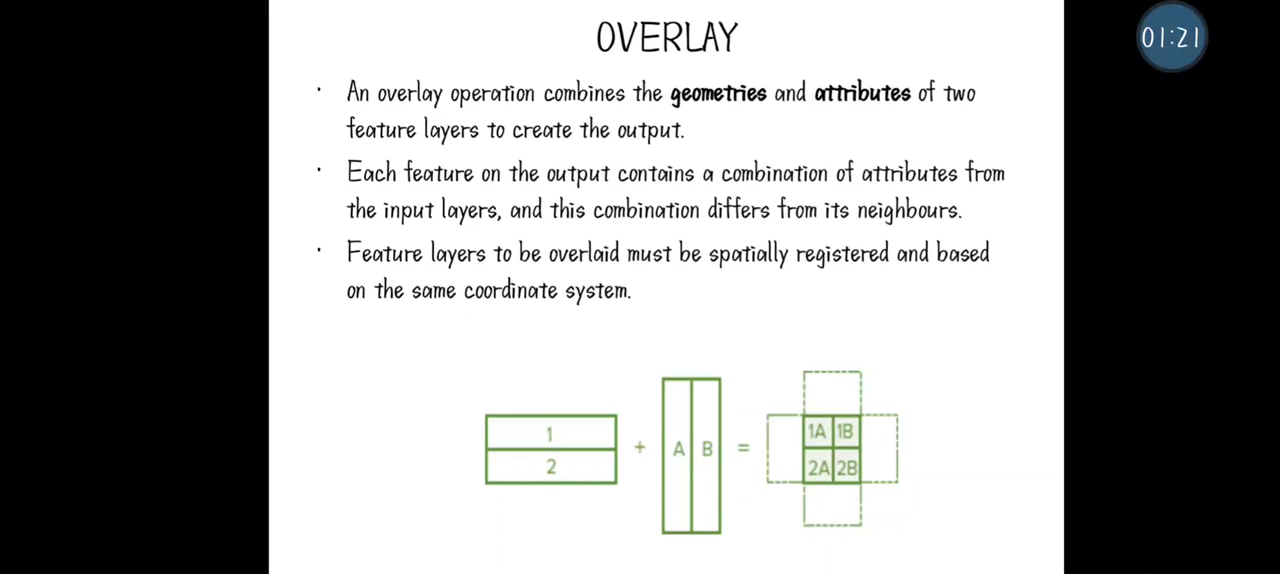 OVERLAY
01:21
· An overlay operation combines the geometries and attributes of two
feature layers to create the output.
· Each feature on the output contains a combination of attributes from
the input layers, and this combination differs from its neighbours.
· Feature layers to be overlaid must be spatially registered and based
on the same coordinate system.
1
2
+
A B
=
1A 1B
2A 2B